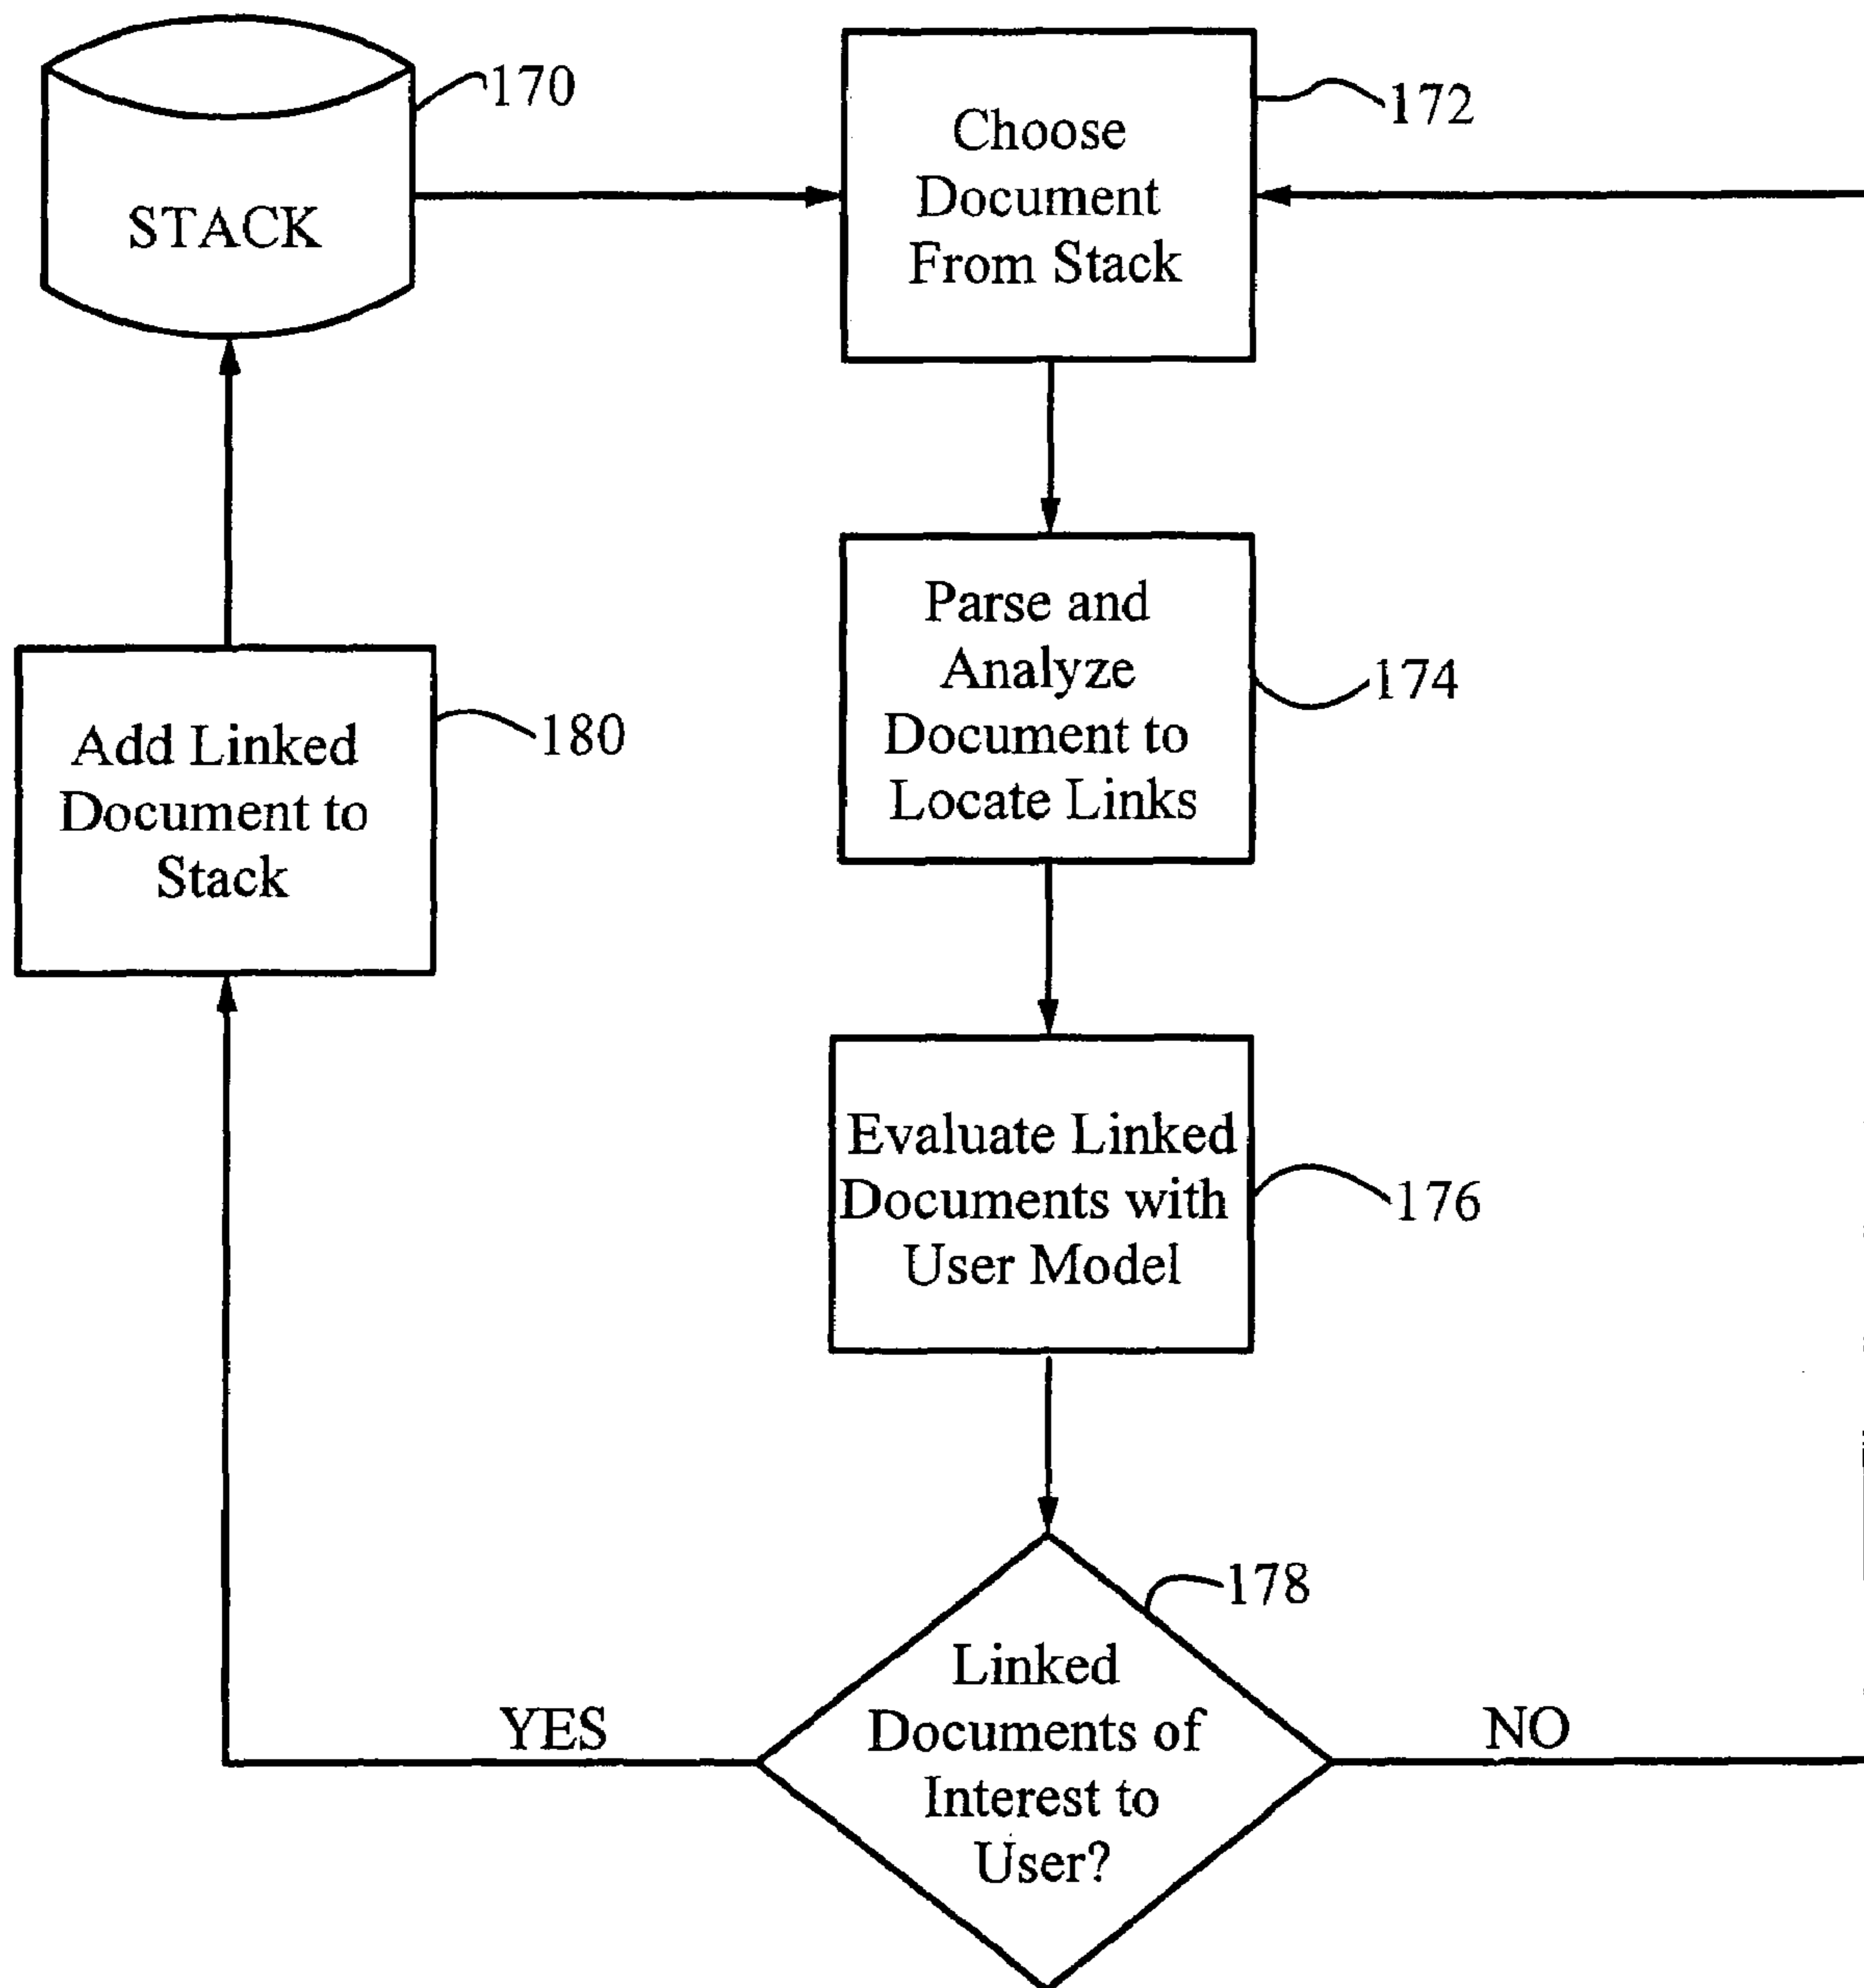 STACK
170
Choose
Document
From Stack
172
Parse and
Analyze
Document to
Locate Links
174
Add Linked
Document to
Stack
180
Evaluate Linked
Documents with
User Model
176
178
Linked
Documents of
Interest to
User?
YES
NO